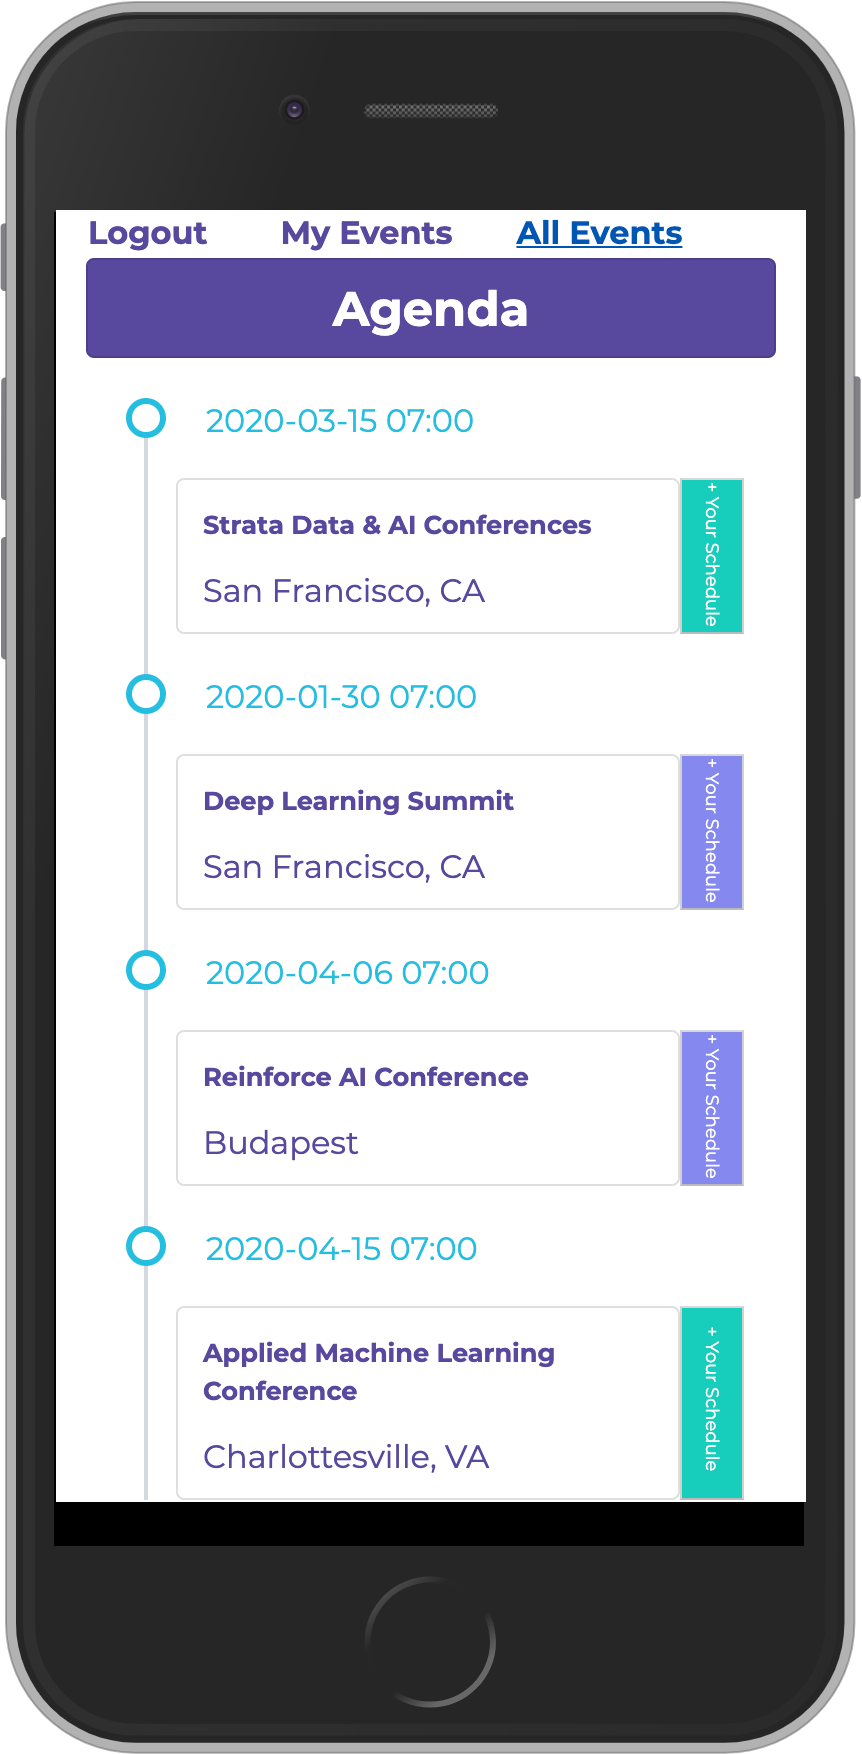 Logout My Events All Events
Agenda
2020-03-15 07:00
Strata Data & AI Conferences
San Francisco, CA
+ Your Schedule
2020-01-30 07:00
Deep Learning Summit
San Francisco, CA
+ Your Schedule
2020-04-06 07:00
Reinforce AI Conference
Budapest
+ Your Schedule
2020-04-15 07:00
Applied Machine Learning
Conference
Charlottesville, VA
+ Your Schedule